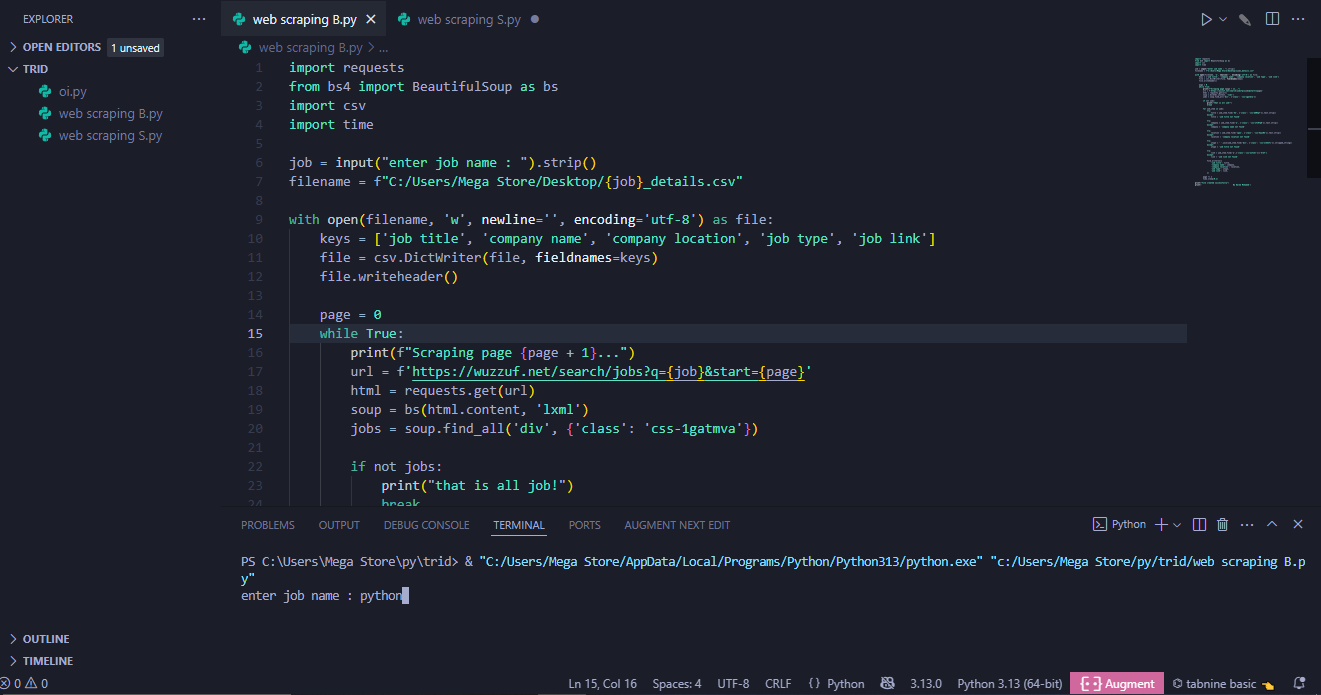 EXPLORER
OPEN EDITORS 1 unsaved
TRID
oi.py
web scraping B.py
web scraping S.py
OUTLINE
TIMELINE
web scraping B.py
web scraping S.py
web scraping B.py > ...
1 import requests
2 from bs4 import BeautifulSoup as bs
3 import csv
4 import time
5
6 job = input("enter job name : ").strip()
7 filename = f"C:/Users/Mega Store/Desktop/{job}_details.csv"
8
9 with open(filename, 'w', newline='', encoding='utf-8') as file:
10     keys = ['job title', 'company name', 'company location', 'job type', 'job link']
11     file = csv.DictWriter(file, fieldnames=keys)
12     file.writeheader()
13
14     page = 0
15     while True:
16         print(f"Scraping page {page + 1}...")
17         url = f'https://wuzzuf.net/search/jobs?q={job}&start={page}'
18         html = requests.get(url)
19         soup = bs(html.content, 'lxml')
20         jobs = soup.find_all('div', {'class': 'css-1gatmva'})
21
22         if not jobs:
23             print("that is all job!")
24             break
PROBLEMS OUTPUT DEBUG CONSOLE TERMINAL PORTS AUGMENT NEXT EDIT
Python
PS C:\Users\Mega Store\py\trid> & "C:/Users/Mega Store/AppData/Local/Programs/Python/Python313/python.exe" "c:/Users/Mega Store/py/trid/web scraping B.p
y"
enter job name : python
0 0 Ln 15, Col 16 Spaces: 4 UTF-8 CRLF {} Python 3.13.0 Python 3.13 (64-bit) Augment tabnine basic